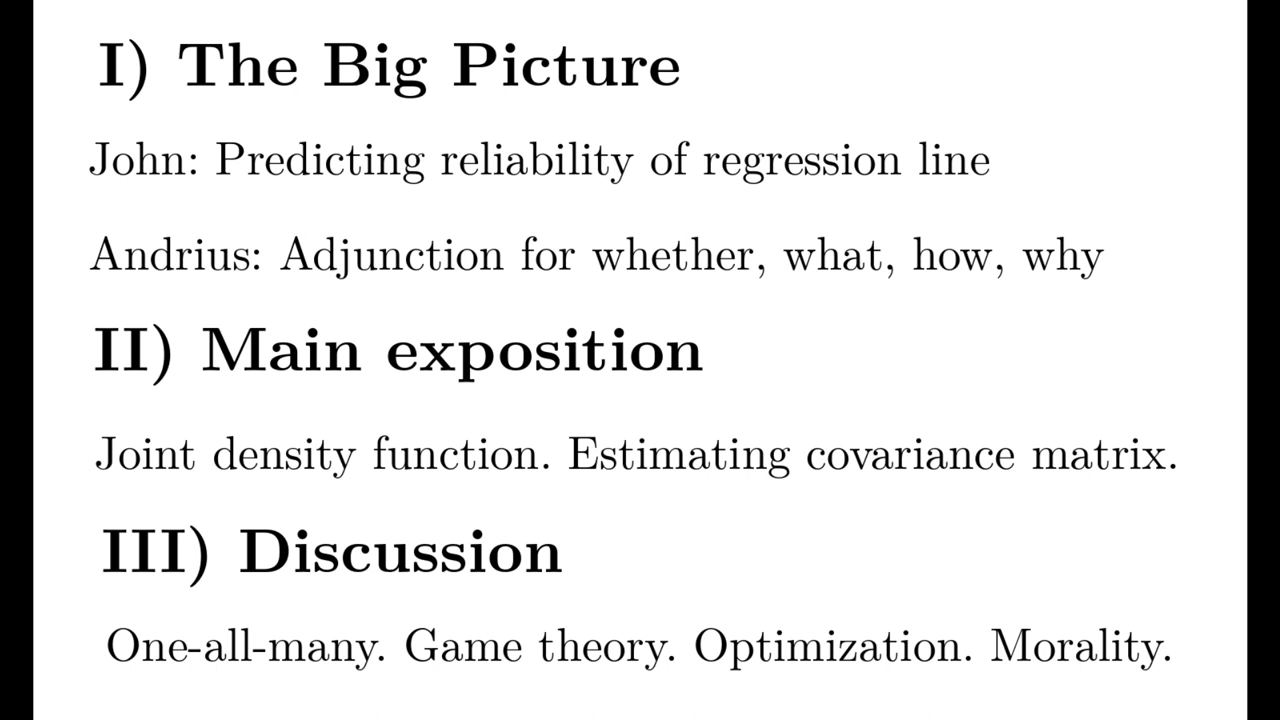 I) The Big Picture
John: Predicting reliability of regression line
Andrius: Adjunction for whether, what, how, why
II) Main exposition
Joint density function. Estimating covariance matrix.
III) Discussion
One-all-many. Game theory. Optimization. Morality.